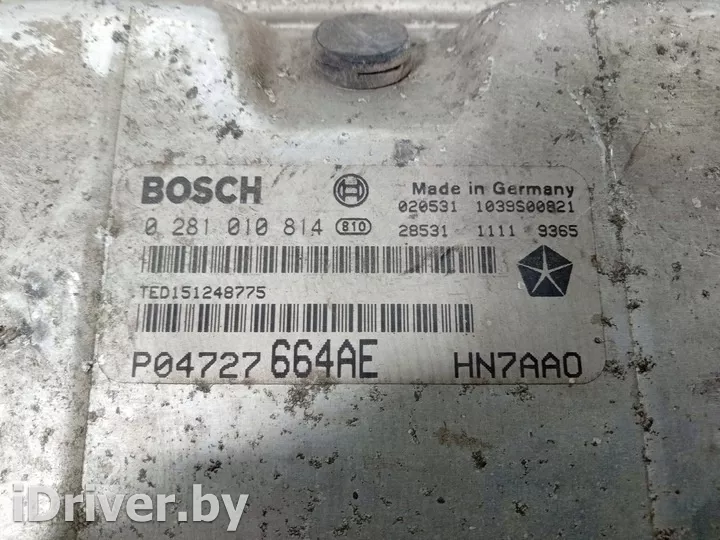 BOSCH
Made in Germany
020531 1039S00821
0 281 010 814 810
28531 1111 9365
TED151248775
P04727 664AE HN7AA0
iDriver.by